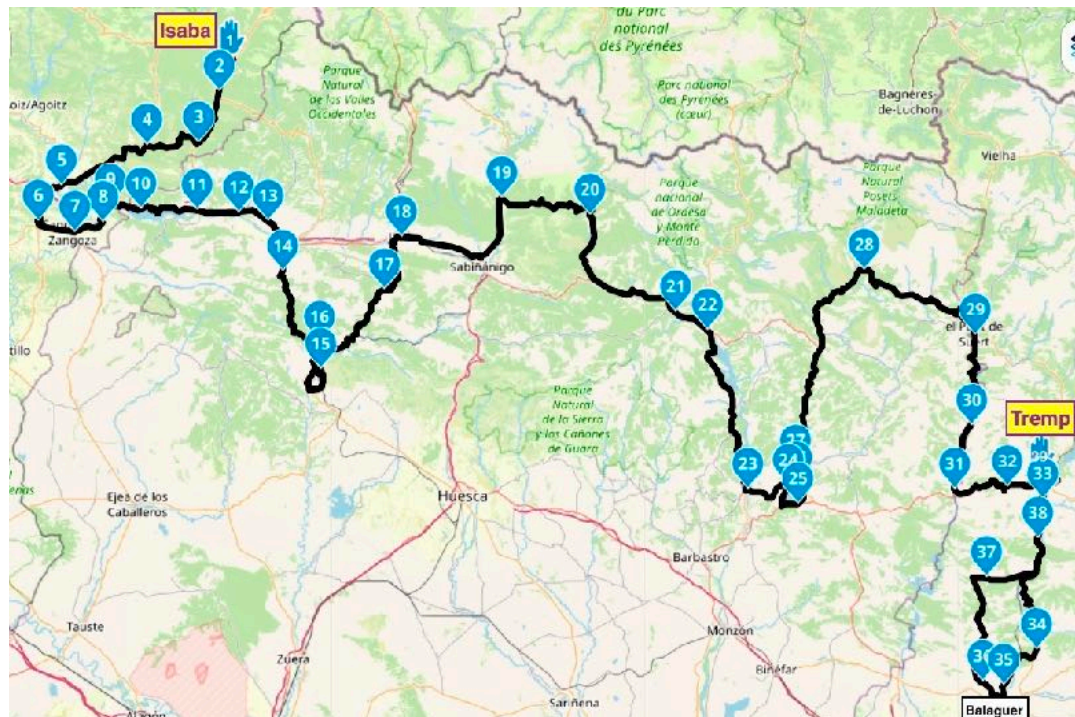 du Parc
national
des Pyrénées
Isaba
1
2
Parque
Natural
de los Valles
Occidentales
Parc national
des Pyrénées
(cœur)
Bagnères-
de-Luchon
oiz/Agoitz
3
4
5
Vielha
6
7
8
9
10
11
12
13
Zangoza
14
18
19
20
Parque
nacional
de Ordesa
y Monte
Perdido
Parque
Natural
Posets
Maladeta
28
17
Sabiñánigo
21
22
29
Suert
tillo
16
15
Parque
Natural
de la Sierra
y los Cañones
de Guara
30
Tremp
27
23
24
25
31
32
33
Ejea de los
Caballeros
Huesca
38
Barbastro
37
Tauste
Monzón
34
Zuera
Binéfar
35
Sariñena
Balaguer